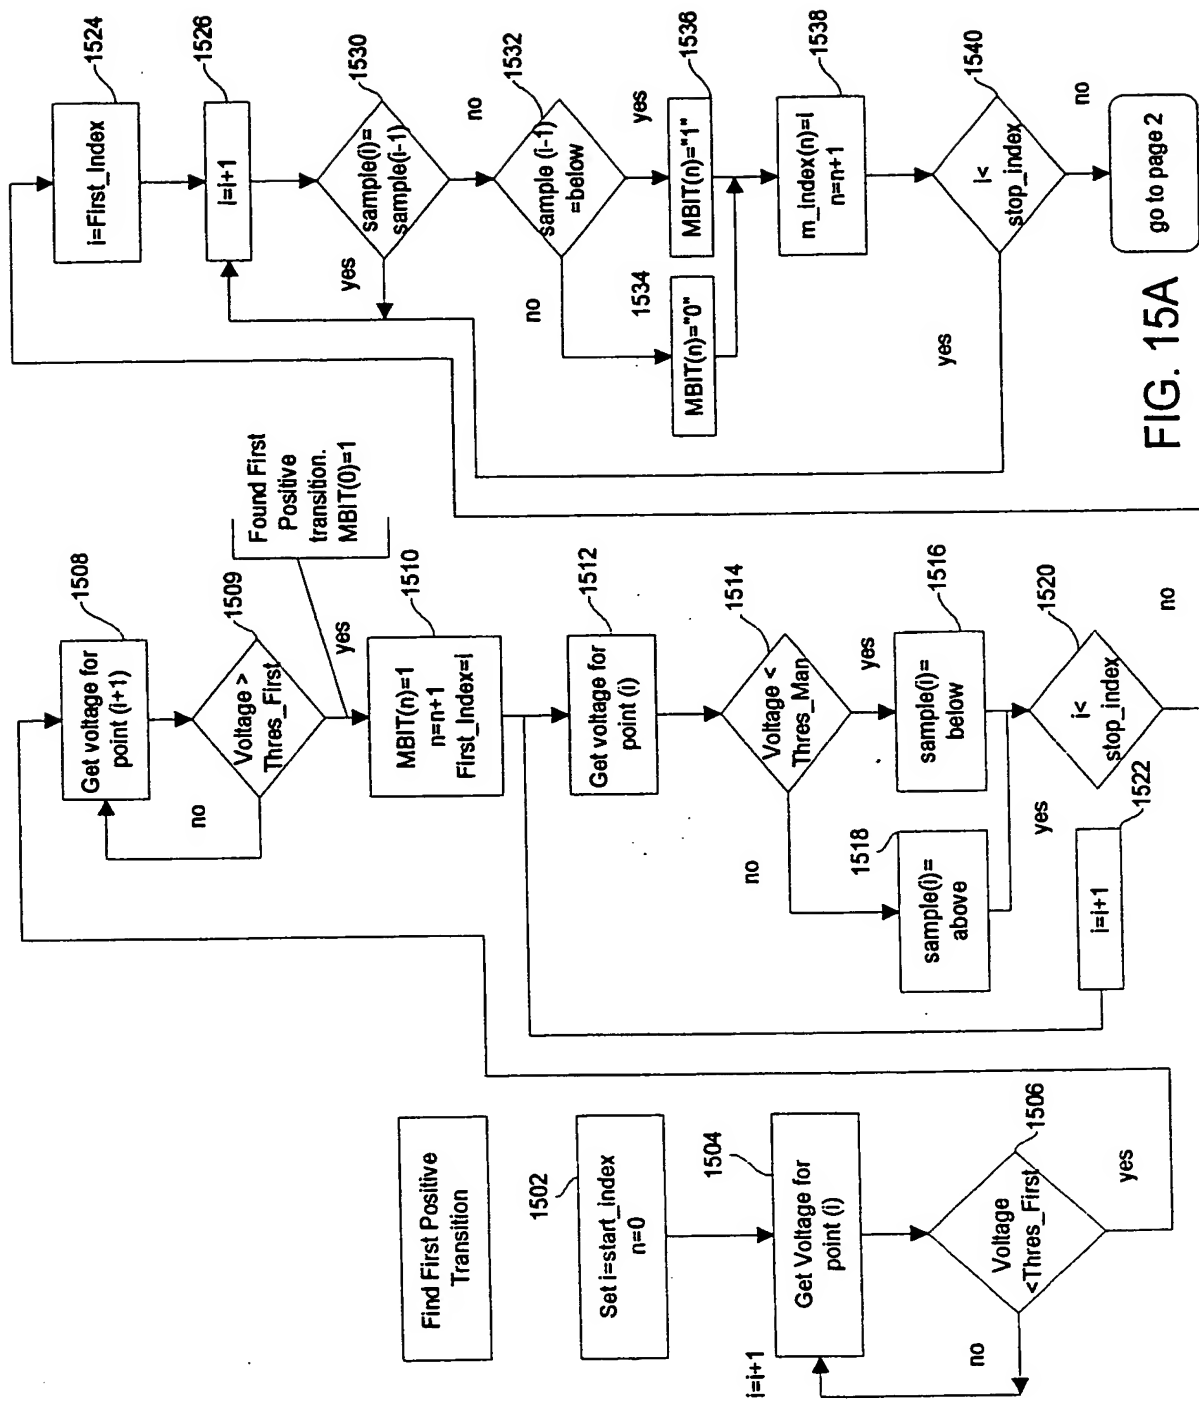 Find First Positive
Transition
1502
Set i=start_index
n=0
1504
Get Voltage for
point (i)
i=i+1
1506
Voltage
<Thres_First
no
yes
1508
Get voltage for
point (i+1)
1509
Voltage >
Thres_First
no
yes
Found First
Positive
transition.
MBIT(0)=1
1510
MBIT(n)=1
n=n+1
First_Index=i
1512
Get voltage for
point (i)
1514
Voltage <
Thres_Man
no
yes
1516
sample(i)=
below
1518
sample(i)=
above
1520
i<
stop_index
yes
no
1522
i=i+1
1524
i=First_Index
1526
i=i+1
1530
sample(i)=
sample(i-1)
yes
no
1532
sample (i-1)
=below
no
yes
1534
MBIT(n)="0"
1536
MBIT(n)="1"
1538
m_index(n)=i
n=n+1
1540
i<
stop_index
yes
no
go to page 2
FIG. 15A